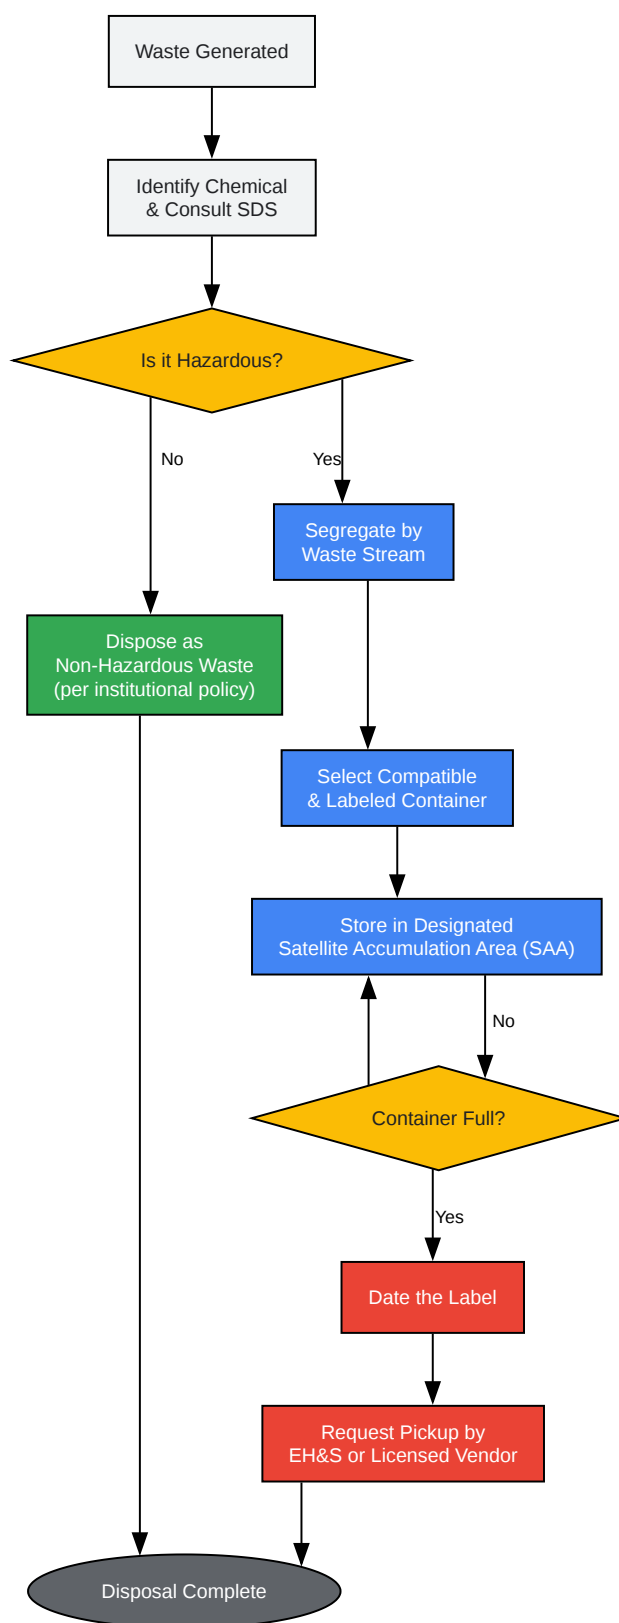 Waste Generated
Identify Chemical
& Consult SDS
Is it Hazardous?
No
Yes
Segregate by
Waste Stream
Dispose as
Non-Hazardous Waste
(per institutional policy)
Select Compatible
& Labeled Container
Store in Designated
Satellite Accumulation Area (SAA)
No
Container Full?
Yes
Date the Label
Request Pickup by
EH&S or Licensed Vendor
Disposal Complete